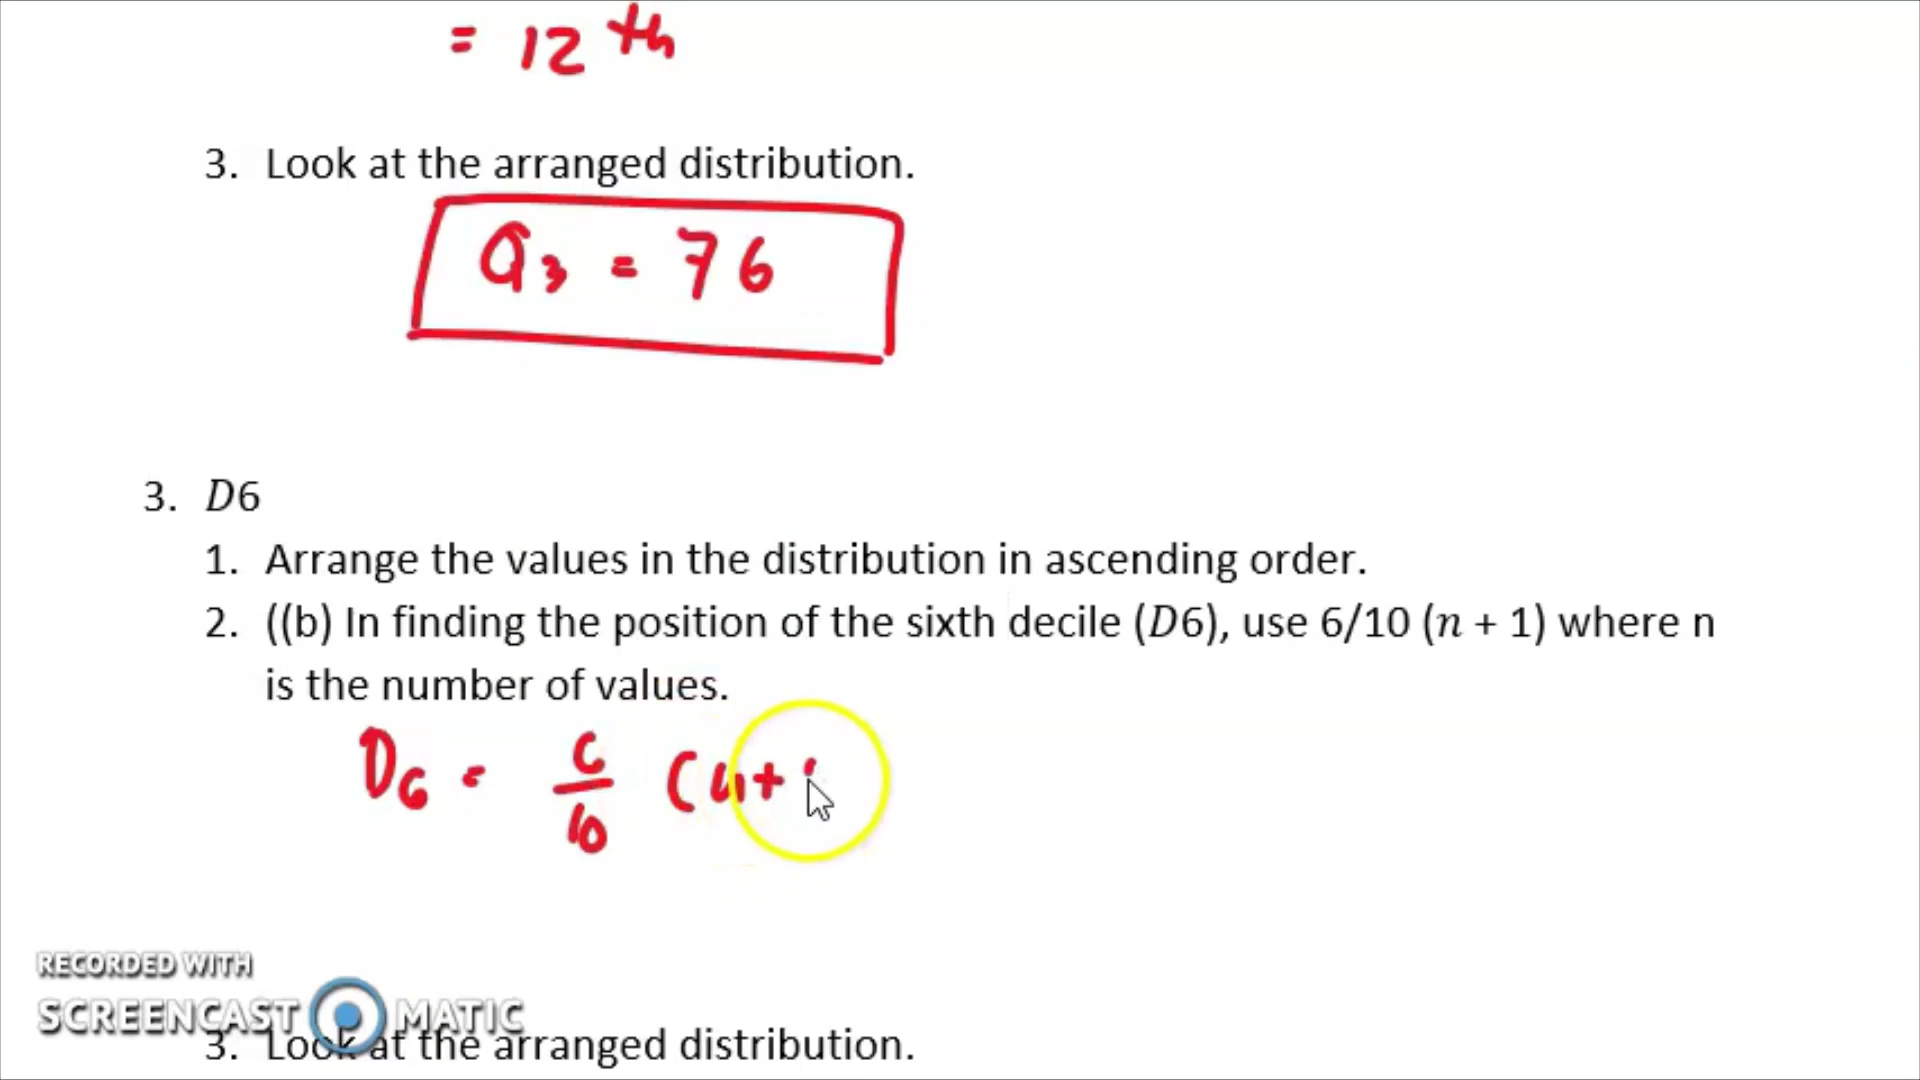 = 12 th
3. Look at the arranged distribution.
Q3 = 76
3. D6
1. Arrange the values in the distribution in ascending order.
2. ((b) In finding the position of the sixth decile (D6), use 6/10 (n + 1) where n
is the number of values.
D6 = 6/10 (n+
RECORDED WITH
SCREENCAST MATIC
3. Look at the arranged distribution.